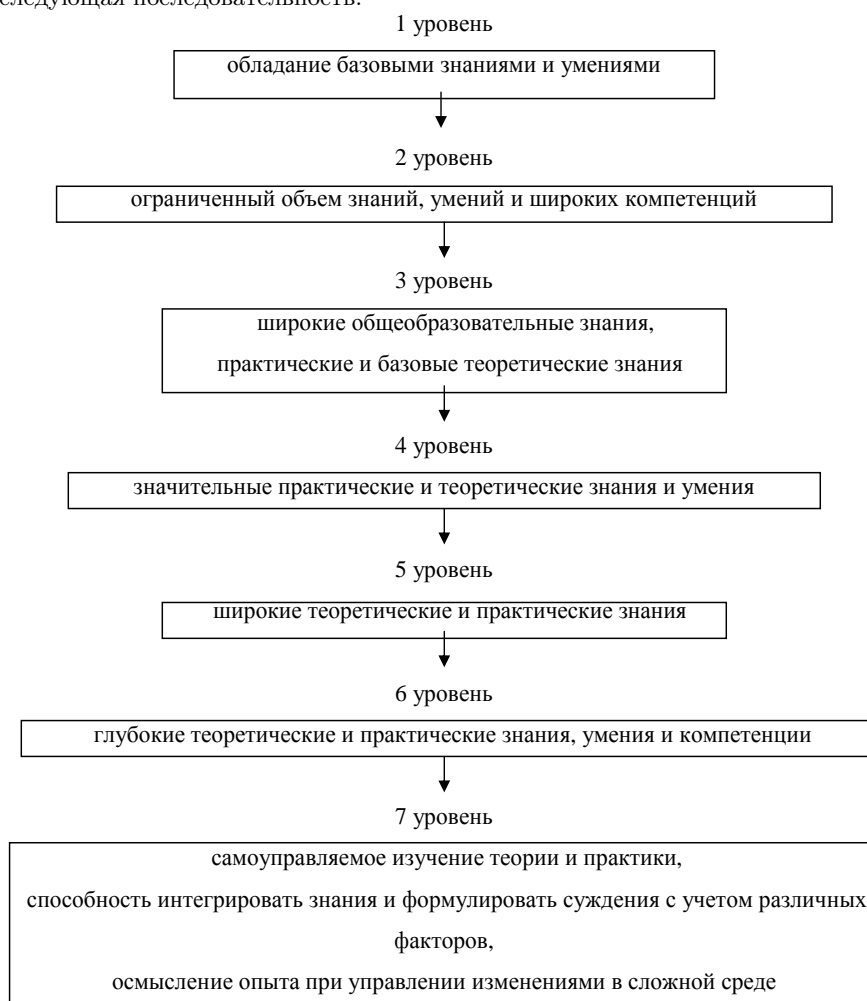 следующая последовательность:
1 уровень
обладание базовыми знаниями и умениями
2 уровень
ограниченный объем знаний, умений и широких компетенций
3 уровень
широкие общеобразовательные знания,
практические и базовые теоретические знания
4 уровень
значительные практические и теоретические знания и умения
5 уровень
широкие теоретические и практические знания
6 уровень
глубокие теоретические и практические знания, умения и компетенции
7 уровень
самоуправляемое изучение теории и практики,
способность интегрировать знания и формулировать суждения с учетом различных
факторов,
осмысление опыта при управлении изменениями в сложной среде